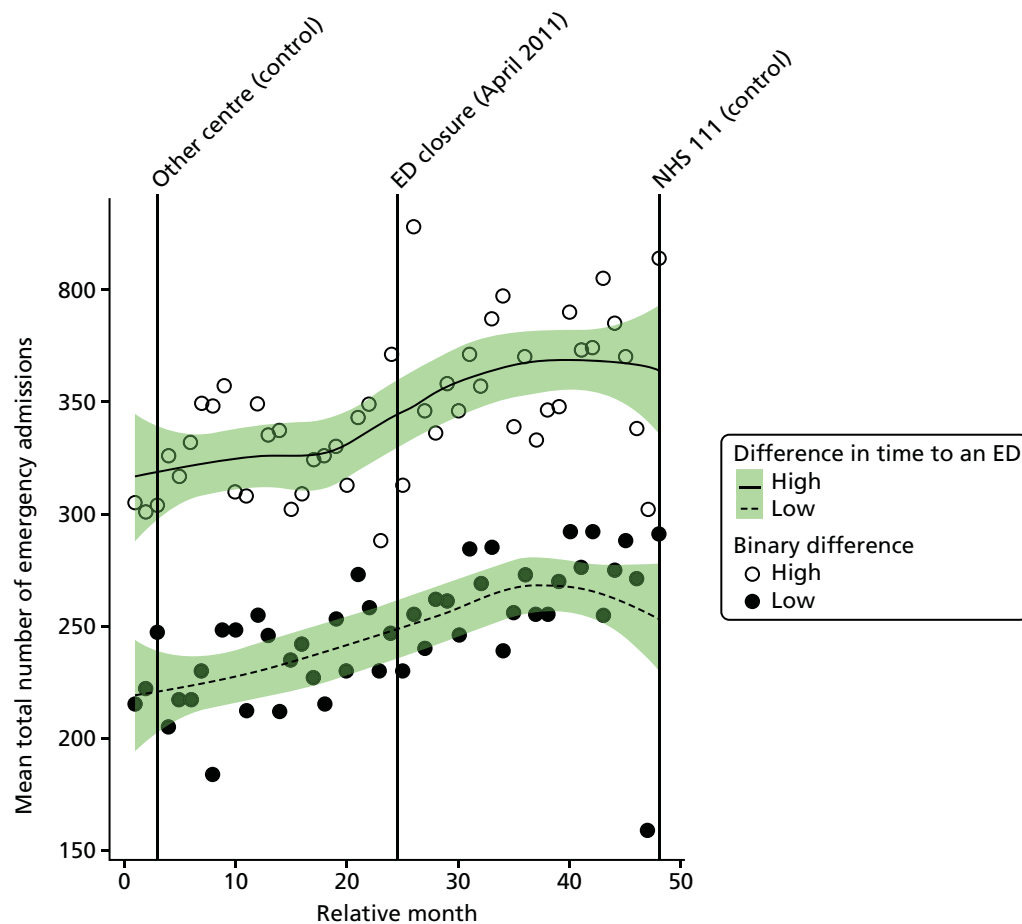 Other centre (control)
ED closure (April 2011)
NHS 111 (control)
Mean total number of emergency admissions
800
350
300
250
200
150
0 10 20 30 40 50
Relative month
Difference in time to an ED
High
Low
Binary difference
High
Low